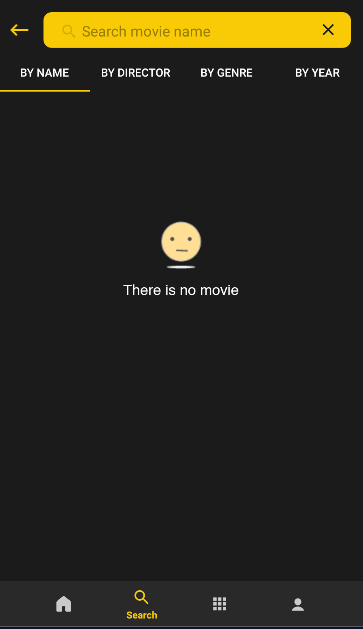 Search movie name
BY NAME
BY DIRECTOR
BY GENRE
BY YEAR
There is no movie
Search